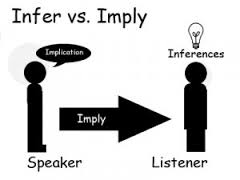 Infer vs. Imply
Implication
Inferences
Imply
Speaker
Listener